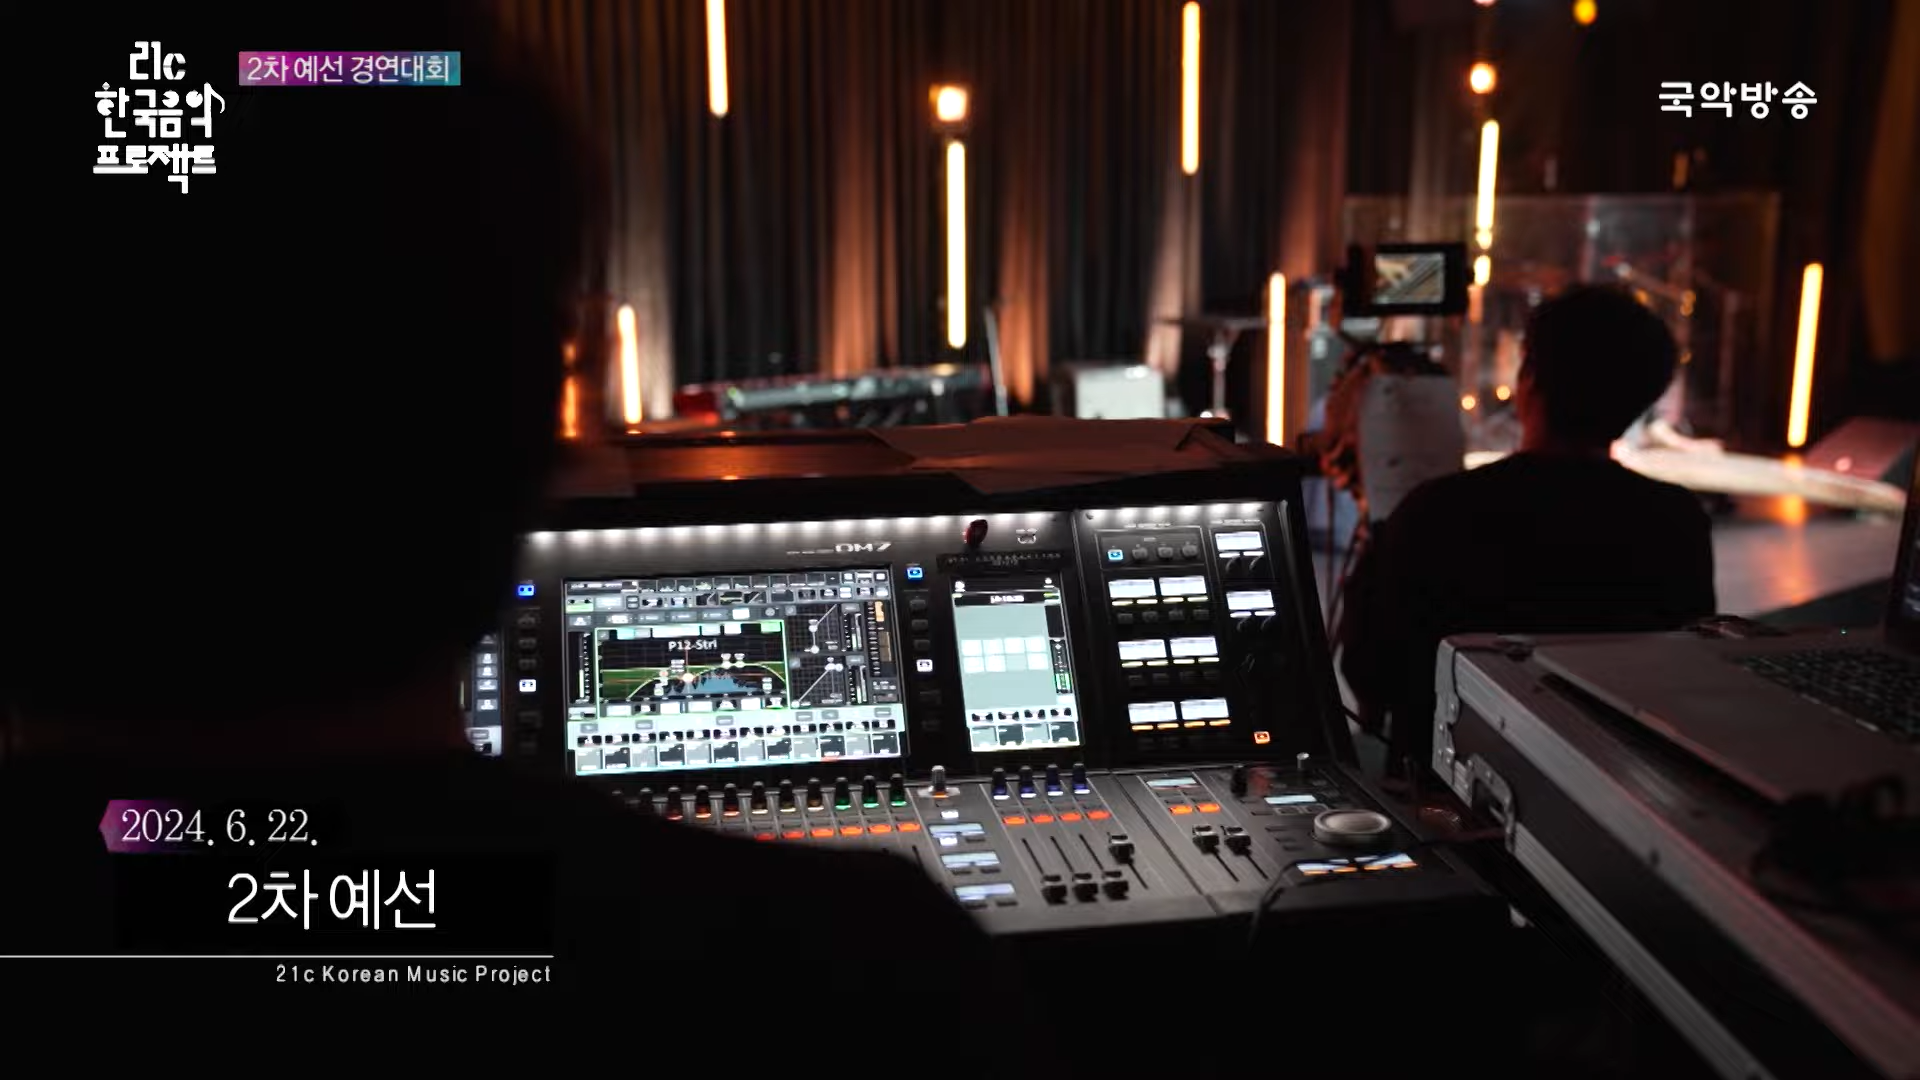 21c
한국음악
프로젝트
2차 예선 경연대회
국악방송
DM7
P12-Strl
2024. 6. 22.
2차 예선
21c Korean Music Project